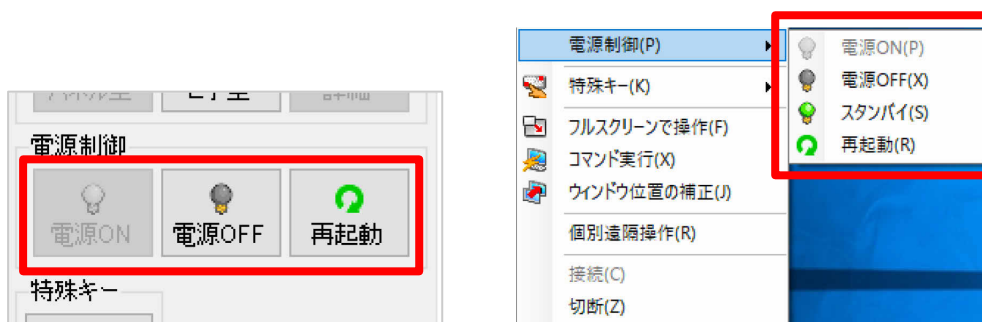 電源制御
電源ON 電源OFF 再起動
特殊キー
電源制御(P)
特殊キー(K)
フルスクリーンで操作(F)
コマンド実行(X)
ウィンドウ位置の補正(J)
個別遠隔操作(R)
接続(C)
切断(Z)
電源ON(P)
電源OFF(X)
スタンバイ(S)
再起動(R)